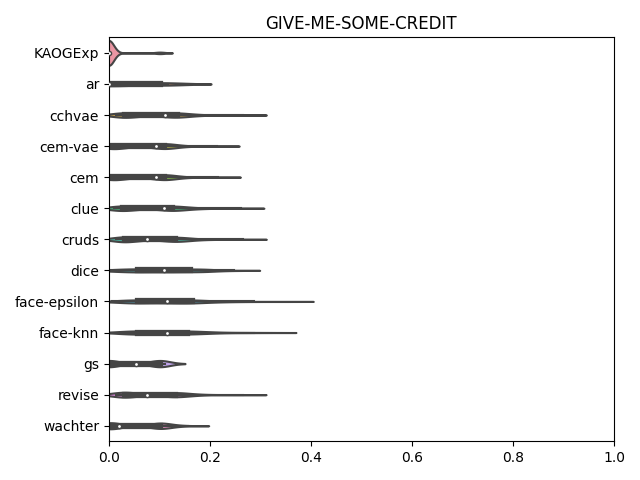 GIVE-ME-SOME-CREDIT
KAOGExp
ar
cchvae
cem-vae
cem
clue
cruds
dice
face-epsilon
face-knn
gs
revise
wachter
0.0 0.2 0.4 0.6 0.8 1.0